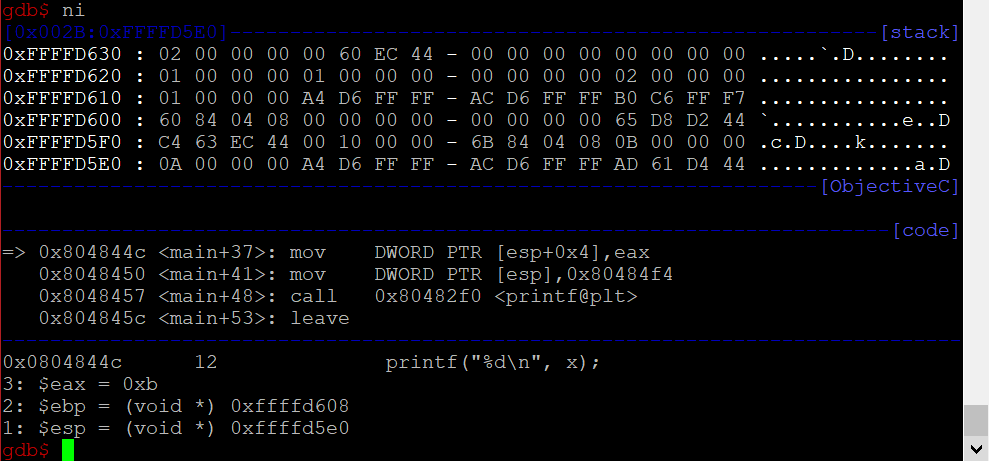 gdb$ ni
[0x002B:0xFFFFD5E0]------------------------------------------------------[stack]
0xFFFFD630 : 02 00 00 00 00 60 EC 44 - 00 00 00 00 00 00 00 00 .....`.D........
0xFFFFD620 : 01 00 00 00 01 00 00 00 - 00 00 00 00 02 00 00 00 ................
0xFFFFD610 : 01 00 00 00 A4 D6 FF FF - AC D6 FF FF B0 C6 FF F7 ................
0xFFFFD600 : 60 84 04 08 00 00 00 00 - 00 00 00 00 65 D8 D2 44 `...........e..D
0xFFFFD5F0 : C4 63 EC 44 00 10 00 00 - 6B 84 04 08 0B 00 00 00 .c.D....k.......
0xFFFFD5E0 : 0A 00 00 00 A4 D6 FF FF - AC D6 FF FF AD 61 D4 44 .............a.D
--------------------------------------------------------------------[ObjectiveC]
--------------------------------------------------------------------------[code]
=> 0x804844c <main+37>: mov    DWORD PTR [esp+0x4],eax
   0x8048450 <main+41>: mov    DWORD PTR [esp],0x80484f4
   0x8048457 <main+48>: call   0x80482f0 <printf@plt>
   0x804845c <main+53>: leave
--------------------------------------------------------------------------------
0x0804844c      12              printf("%d\n", x);
3: $eax = 0xb
2: $ebp = (void *) 0xffffd608
1: $esp = (void *) 0xffffd5e0
gdb$